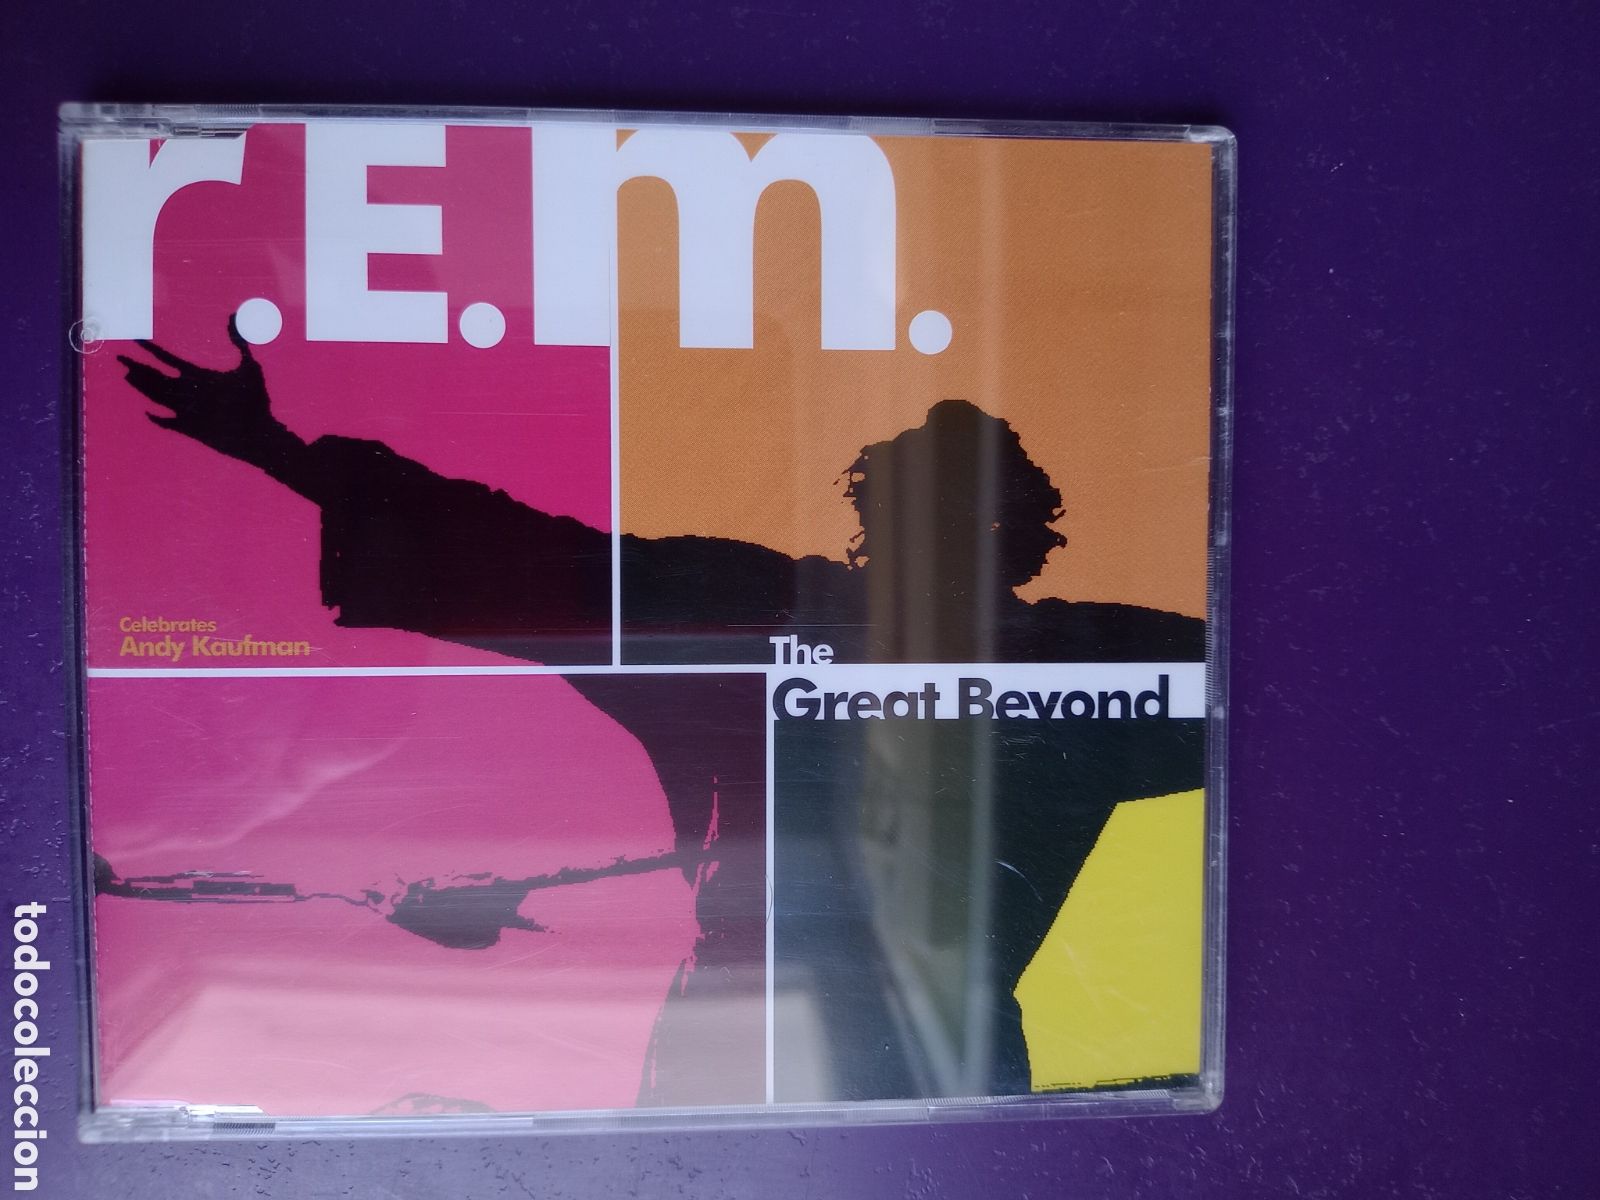 r.E.m.
Celebrates
Andy Kaufman
The
Great Beyond
todocoleccion